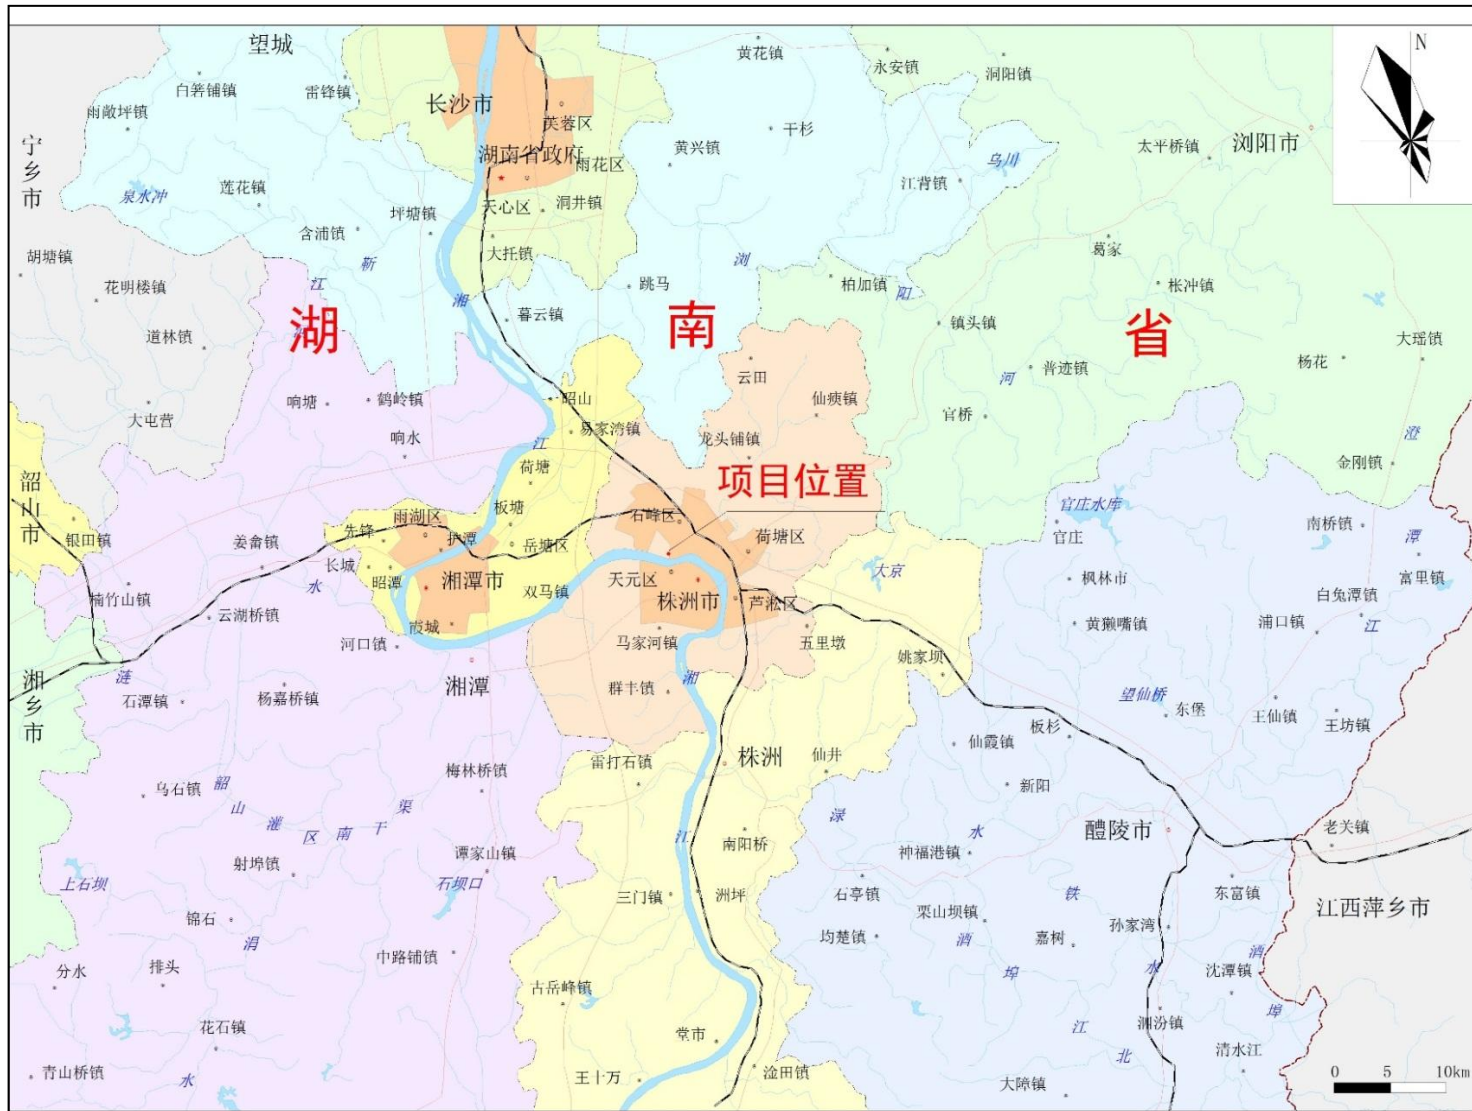 望城
黄花镇
永安镇
洞阳镇
N
白箬铺镇
雷锋镇
长沙市
雨敞坪镇
芙蓉区
干杉
宁乡市
黄兴镇
太平桥镇
浏阳市
湖南省政府
雨花区
乌川
泉水冲
莲花镇
江背镇
坪塘镇
天心区
洞井镇
含浦镇
大托镇
葛家
胡塘镇
靳
江
浏
花明楼镇
跳马
柏加镇
阳
枨冲镇
湘
暮云镇
镇头镇
湖
南
省
道林镇
大瑶镇
杨花
普迹镇
河
云田
响塘
鹤岭镇
昭山
仙庾镇
大屯营
官桥
响水
易家湾镇
龙头铺镇
江
澄
荷塘
金刚镇
项目位置
韶山市
板塘
官庄水库
先锋
雨湖区
石峰区
南桥镇
银田镇
姜畲镇
护潭
岳塘区
荷塘区
官庄
潭
长城
昭潭
湘潭市
双马镇
天元区
大京
枫林市
富里镇
水
楠竹山镇
株洲市
芦淞区
白兔潭镇
云湖桥镇
霞城
黄獭嘴镇
浦口镇
江
河口镇
马家河镇
五里墩
姚家坝
湘乡市
涟
湘潭
湘
石潭镇
杨嘉桥镇
群丰镇
望仙桥
东堡
王仙镇
王坊镇
板杉
仙霞镇
株洲
仙井
雷打石镇
梅林桥镇
新阳
乌石镇
韶
山
灌
区
南
干
渠
渌
水
醴陵市
老关镇
江
南阳桥
谭家山镇
神福港镇
射埠镇
上石坝
石坝口
三门镇
洲坪
石亭镇
铁
东富镇
江西萍乡市
锦石
栗山坝镇
孙家湾
涓
均楚镇
酒
嘉树
酒
中路铺镇
分水
排头
埠
水
沈潭镇
古岳峰镇
埠
花石镇
江
泗汾镇
堂市
北
清水江
青山桥镇
水
王十万
淦田镇
大障镇
0 5 10km